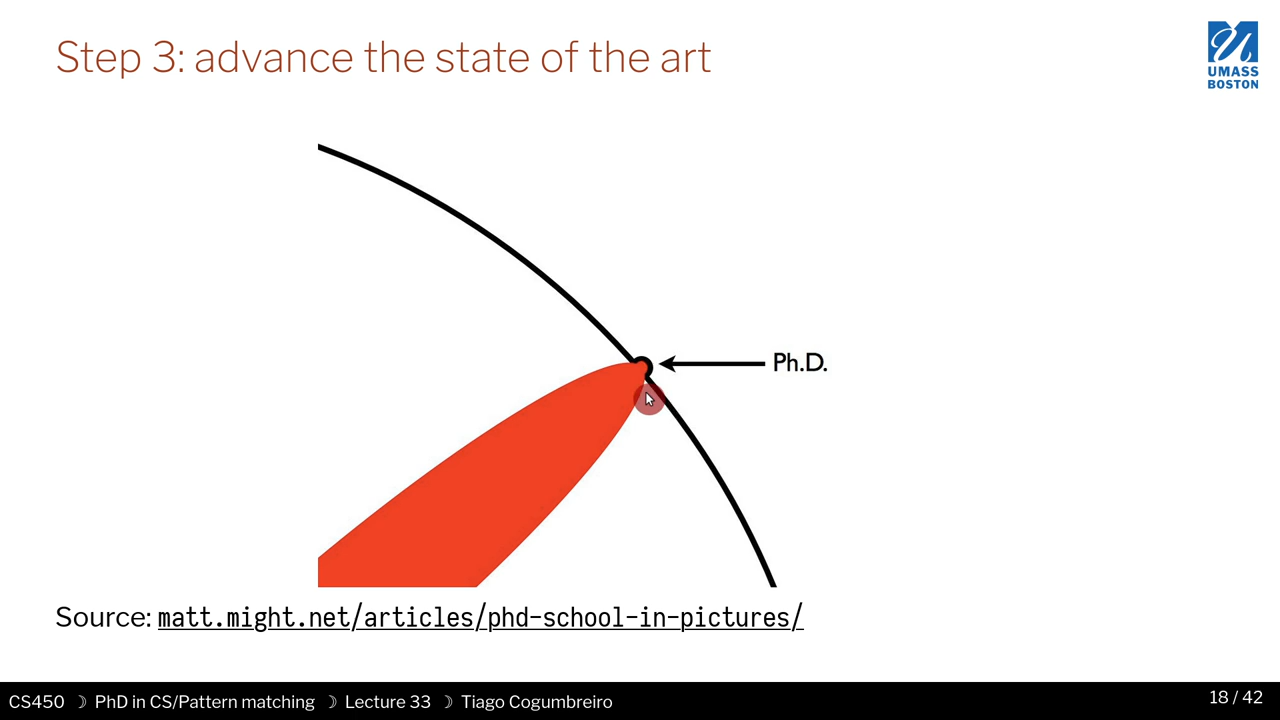 Step 3: advance the state of the art
UMASS
BOSTON
Ph.D.
Source: matt.might.net/articles/phd-school-in-pictures/
CS450 ☽ PhD in CS/Pattern matching ☽ Lecture 33 ☽ Tiago Cogumbreiro
18 / 42